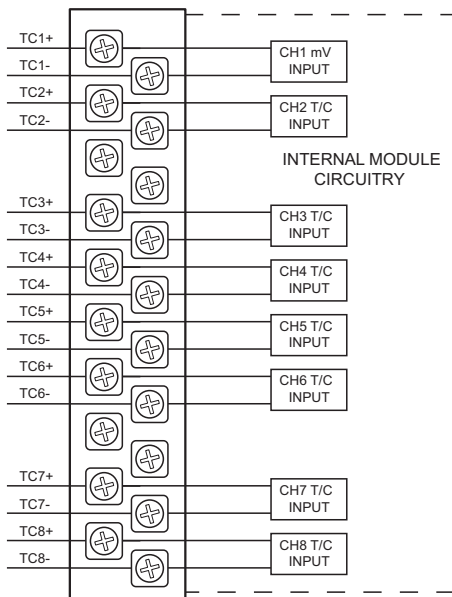 TC1+
TC1-
TC2+
TC2-
TC3+
TC3-
TC4+
TC4-
TC5+
TC5-
TC6+
TC6-
TC7+
TC7-
TC8+
TC8-
CH1 mV
INPUT
CH2 T/C
INPUT
INTERNAL MODULE
CIRCUITRY
CH3 T/C
INPUT
CH4 T/C
INPUT
CH5 T/C
INPUT
CH6 T/C
INPUT
CH7 T/C
INPUT
CH8 T/C
INPUT